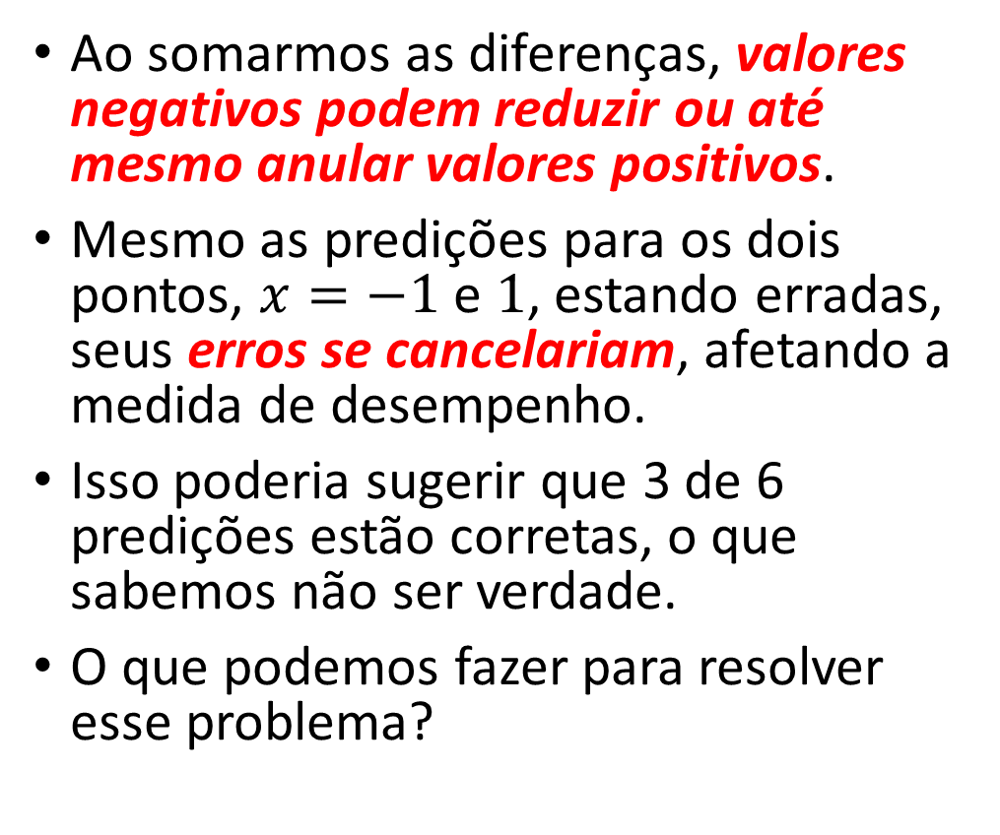 • Ao somarmos as diferenças, valores
negativos podem reduzir ou até
mesmo anular valores positivos.
• Mesmo as predições para os dois
pontos, 𝑥 = −1 e 1, estando erradas,
seus erros se cancelariam, afetando a
medida de desempenho.
• Isso poderia sugerir que 3 de 6
predições estão corretas, o que
sabemos não ser verdade.
• O que podemos fazer para resolver
esse problema?